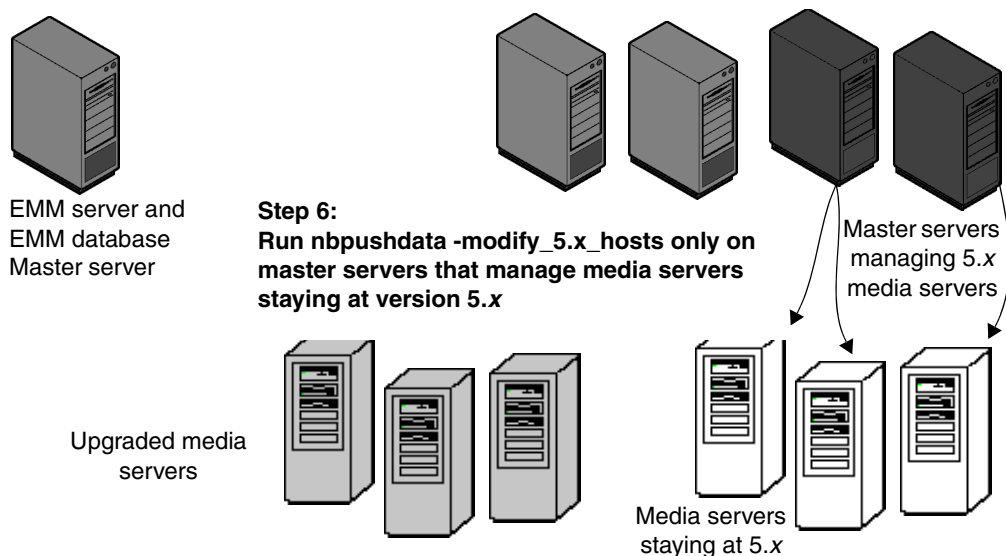 EMM server and
EMM database
Master server
Step 6:
Run nbpushdata -modify_5.x_hosts only on
master servers that manage media servers
staying at version 5.x
Master servers
managing 5.x
media servers
Upgraded media
servers
Media servers
staying at 5.x